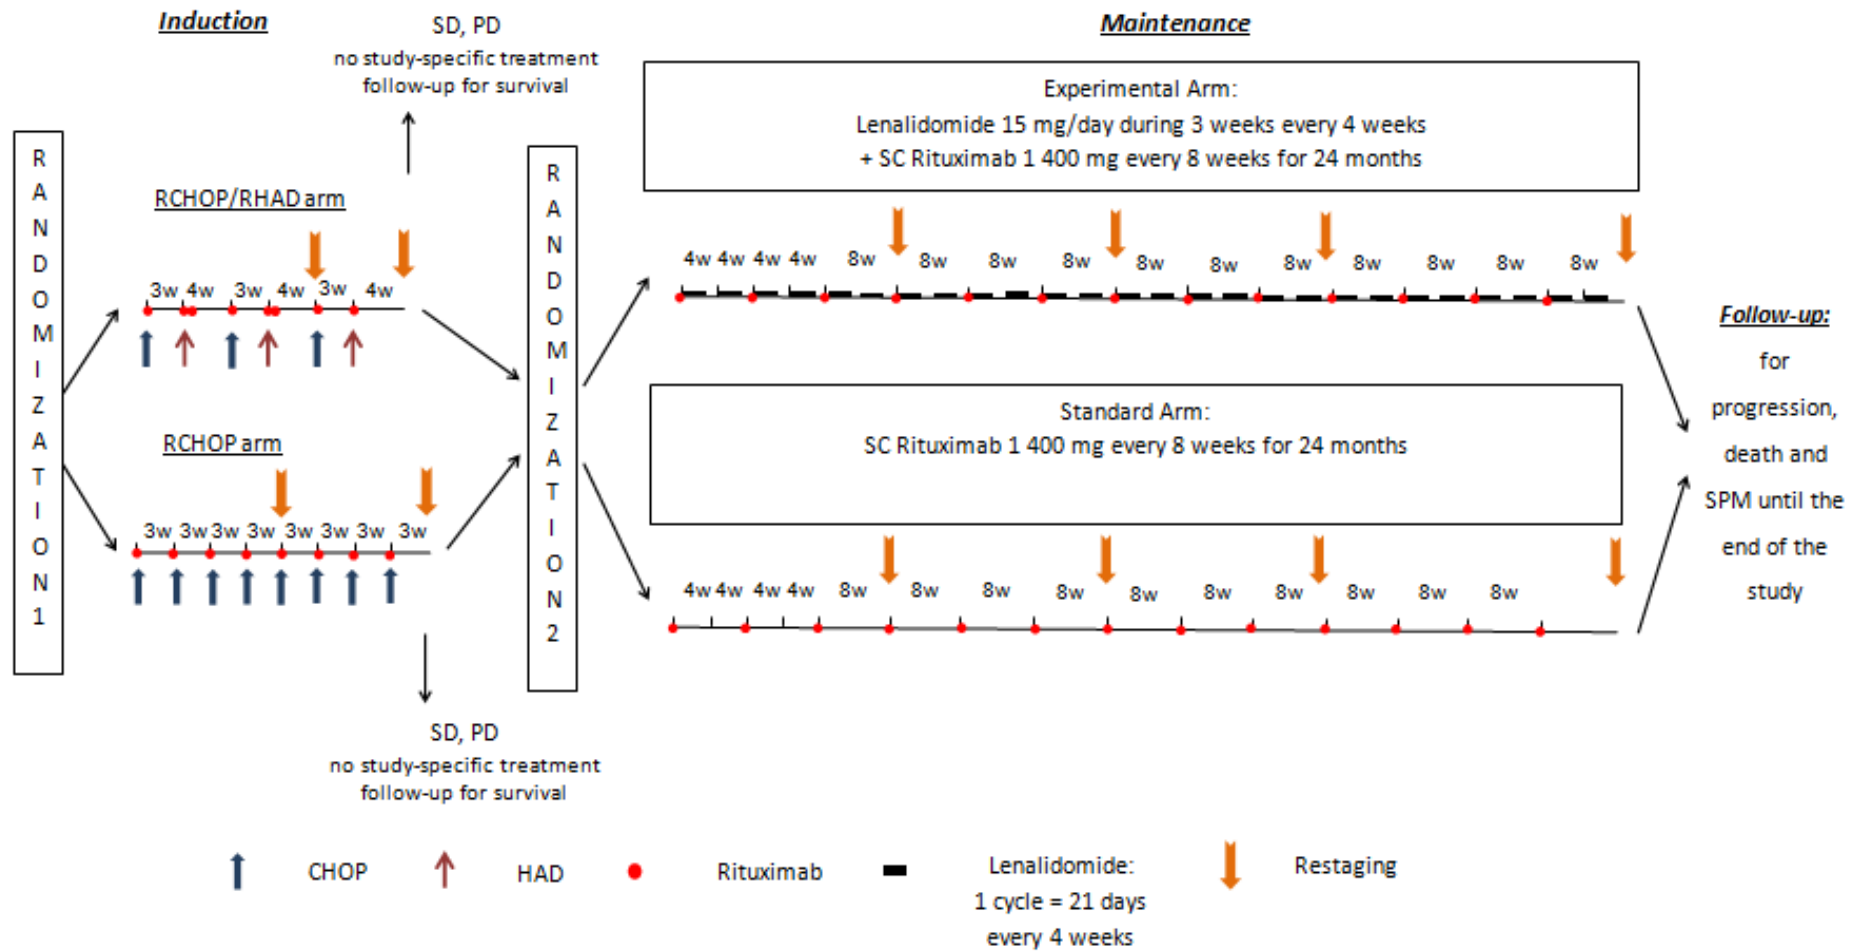 Induction
SD, PD
no study-specific treatment
follow-up for survival
Maintenance
RANDOMIZATION1
RCHOP/RHAD arm
3w 4w 3w 4w 3w 4w
RCHOP arm
3w 3w 3w 3w 3w 3w 3w 3w
SD, PD
no study-specific treatment
follow-up for survival
RANDOMIZATION2
Experimental Arm:
Lenalidomide 15 mg/day during 3 weeks every 4 weeks
+ SC Rituximab 1 400 mg every 8 weeks for 24 months
4w 4w 4w 4w 8w 8w 8w 8w 8w 8w 8w 8w 8w 8w 8w
Standard Arm:
SC Rituximab 1 400 mg every 8 weeks for 24 months
4w 4w 4w 4w 8w 8w 8w 8w 8w 8w 8w 8w 8w 8w
Follow-up:
for
progression,
death and
SPM until the
end of the
study
CHOP
HAD
Rituximab
Lenalidomide:
1 cycle = 21 days
every 4 weeks
Restaging